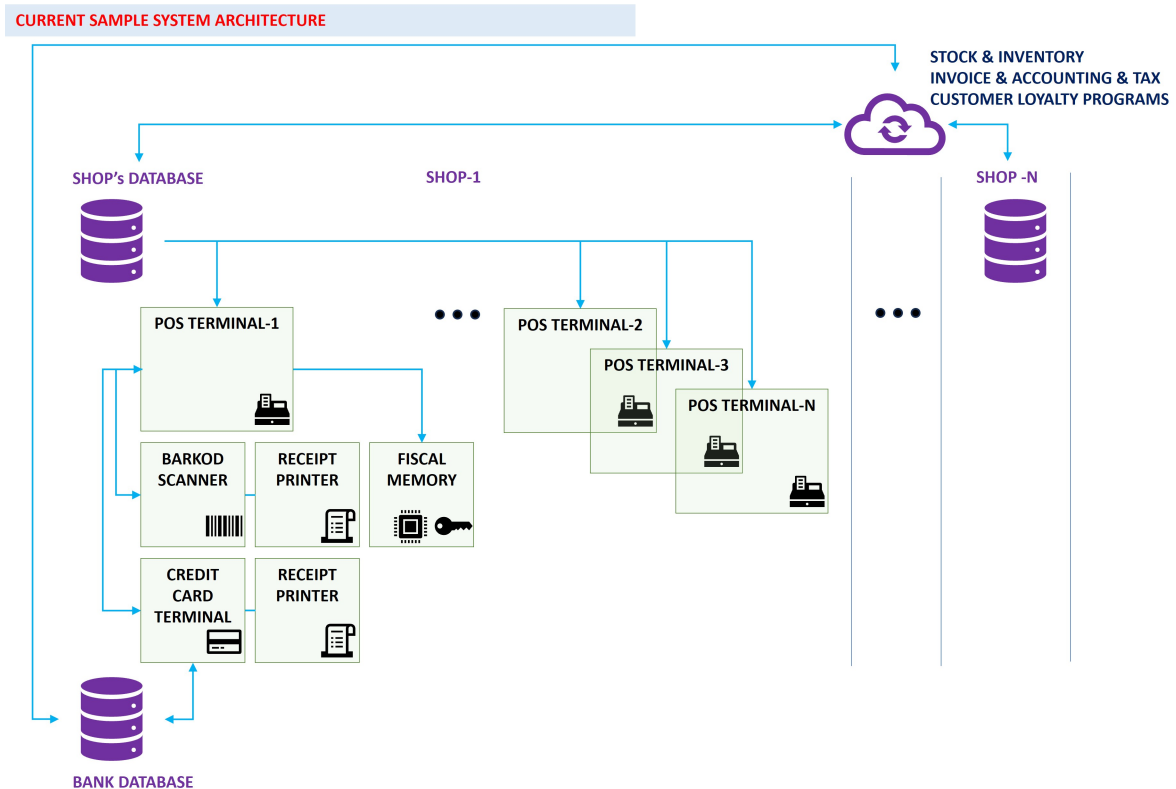 CURRENT SAMPLE SYSTEM ARCHITECTURE
STOCK & INVENTORY
INVOICE & ACCOUNTING & TAX
CUSTOMER LOYALTY PROGRAMS
SHOP's DATABASE
SHOP-1
SHOP -N
POS TERMINAL-1
POS TERMINAL-2
POS TERMINAL-3
POS TERMINAL-N
BARKOD
SCANNER
RECEIPT
PRINTER
FISCAL
MEMORY
CREDIT
CARD
TERMINAL
RECEIPT
PRINTER
BANK DATABASE